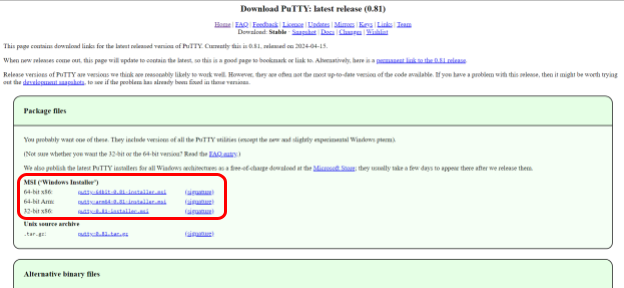 Download PuTTY: latest release (0.81)
Home | FAQ | Feedback | Licence | Updates | Mirrors | Keys | Links | Team
Download: Stable · Snapshot | Docs | Changes | Wishlist
This page contains download links for the latest released version of PuTTY. Currently this is 0.81, released on 2024-04-15.
When new releases come out, this page will update to contain the latest, so this is a good page to bookmark or link to. Alternatively, here is a permanent link to the 0.81 release.
Release versions of PuTTY are versions we think are reasonably likely to work well. However, they are often not the most up-to-date version of the code available. If you have a problem with this release, then it might be worth trying
out the development snapshots, to see if the problem has already been fixed in those versions.
Package files
You probably want one of these. They include versions of all the PuTTY utilities (except the new and slightly experimental Windows pterm).
(Not sure whether you want the 32-bit or the 64-bit version? Read the FAQ entry.)
We also publish the latest PuTTY installers for all Windows architectures as a free-of-charge download at the Microsoft Store; they usually take a few days to appear there after we release them.
MSI (‘Windows Installer’)
64-bit x86: putty-64bit-0.81-installer.msi (signature)
64-bit Arm: putty-arm64-0.81-installer.msi (signature)
32-bit x86: putty-0.81-installer.msi (signature)
Unix source archive
.tar.gz: putty-0.81.tar.gz (signature)
Alternative binary files